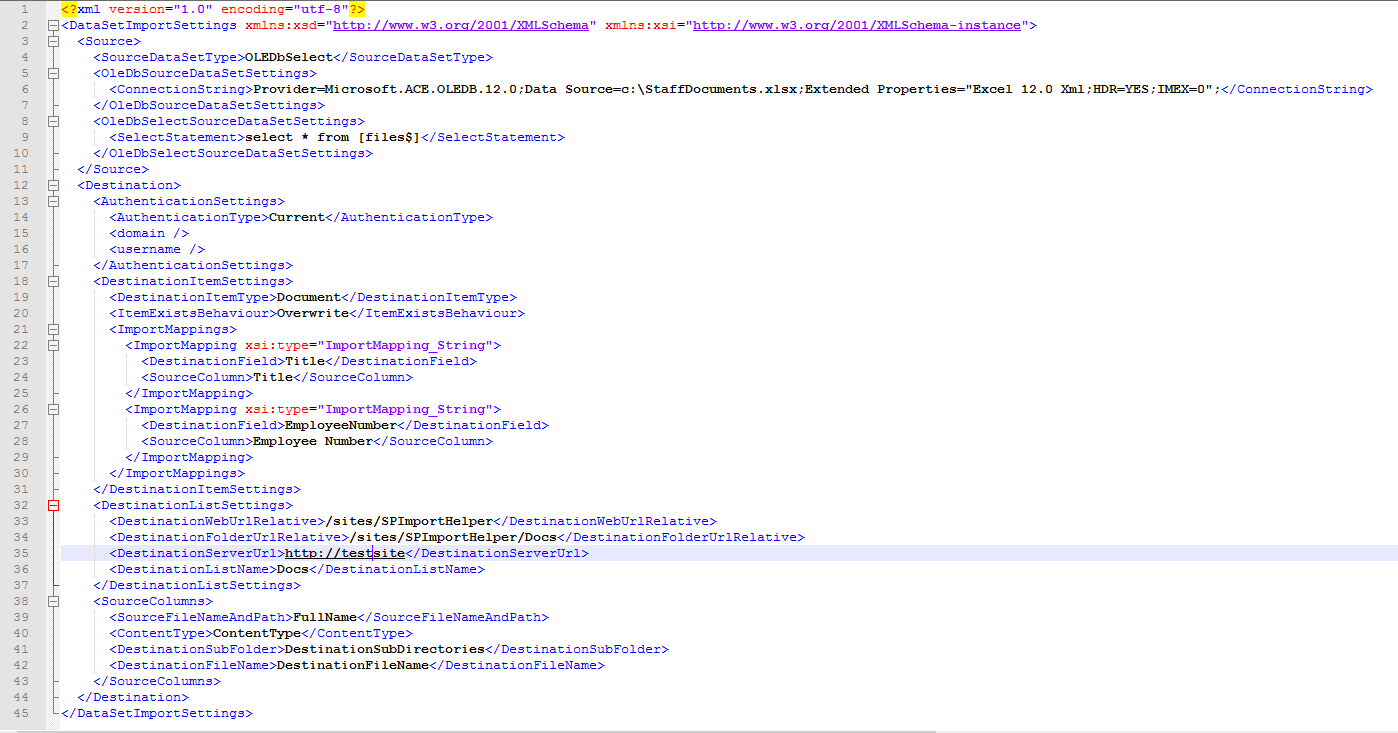 1 <?xml version="1.0" encoding="utf-8"?>
2 <DataSetImportSettings xmlns:xsd="http://www.w3.org/2001/XMLSchema" xmlns:xsi="http://www.w3.org/2001/XMLSchema-instance">
3 <Source>
4 <SourceDataSetType>OLEDbSelect</SourceDataSetType>
5 <OleDbSourceDataSetSettings>
6 <ConnectionString>Provider=Microsoft.ACE.OLEDB.12.0;Data Source=c:\StaffDocuments.xlsx;Extended Properties="Excel 12.0 Xml;HDR=YES;IMEX=0";</ConnectionString>
7 </OleDbSourceDataSetSettings>
8 <OleDbSelectSourceDataSetSettings>
9 <SelectStatement>select * from [files$]</SelectStatement>
10 </OleDbSelectSourceDataSetSettings>
11 </Source>
12 <Destination>
13 <AuthenticationSettings>
14 <AuthenticationType>Current</AuthenticationType>
15 <domain />
16 <username />
17 </AuthenticationSettings>
18 <DestinationItemSettings>
19 <DestinationItemType>Document</DestinationItemType>
20 <ItemExistsBehaviour>Overwrite</ItemExistsBehaviour>
21 <ImportMappings>
22 <ImportMapping xsi:type="ImportMapping_String">
23 <DestinationField>Title</DestinationField>
24 <SourceColumn>Title</SourceColumn>
25 </ImportMapping>
26 <ImportMapping xsi:type="ImportMapping_String">
27 <DestinationField>EmployeeNumber</DestinationField>
28 <SourceColumn>Employee Number</SourceColumn>
29 </ImportMapping>
30 </ImportMappings>
31 </DestinationItemSettings>
32 <DestinationListSettings>
33 <DestinationWebUrlRelative>/sites/SPImportHelper</DestinationWebUrlRelative>
34 <DestinationFolderUrlRelative>/sites/SPImportHelper/Docs</DestinationFolderUrlRelative>
35 <DestinationServerUrl>http://testsite</DestinationServerUrl>
36 <DestinationListName>Docs</DestinationListName>
37 </DestinationListSettings>
38 <SourceColumns>
39 <SourceFileNameAndPath>FullName</SourceFileNameAndPath>
40 <ContentType>ContentType</ContentType>
41 <DestinationSubFolder>DestinationSubDirectories</DestinationSubFolder>
42 <DestinationFileName>DestinationFileName</DestinationFileName>
43 </SourceColumns>
44 </Destination>
45 </DataSetImportSettings>